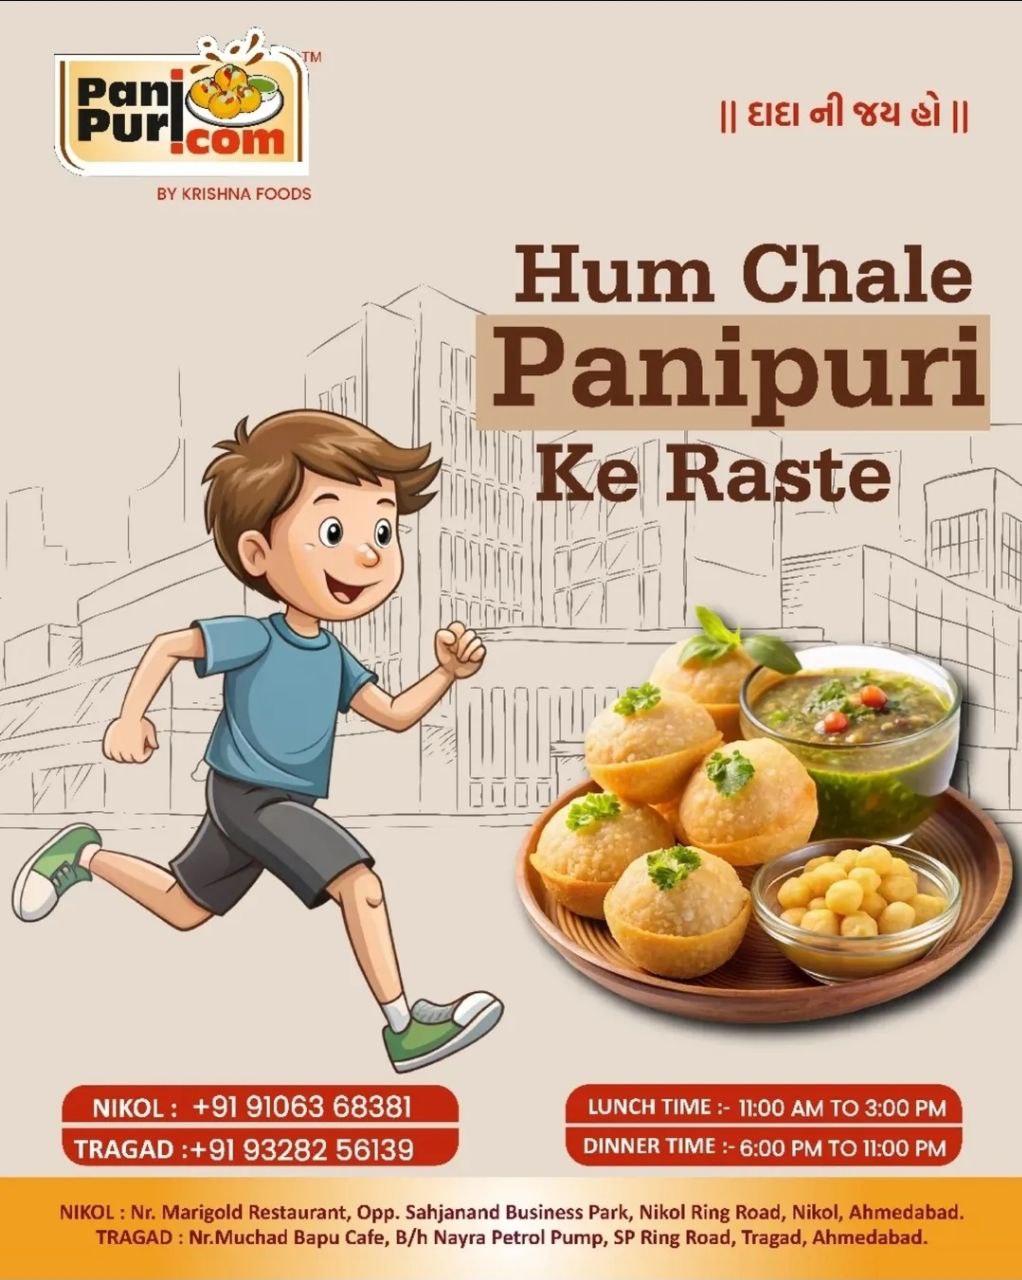 Pani
Puri.com
TM
BY KRISHNA FOODS
|| દાદા ની જય હો ||
Hum Chale
Panipuri
Ke Raste
NIKOL : +91 91063 68381
TRAGAD :+91 93282 56139
LUNCH TIME :- 11:00 AM TO 3:00 PM
DINNER TIME :- 6:00 PM TO 11:00 PM
NIKOL : Nr. Marigold Restaurant, Opp. Sahjanand Business Park, Nikol Ring Road, Nikol, Ahmedabad.
TRAGAD : Nr.Muchad Bapu Cafe, B/h Nayra Petrol Pump, SP Ring Road, Tragad, Ahmedabad.